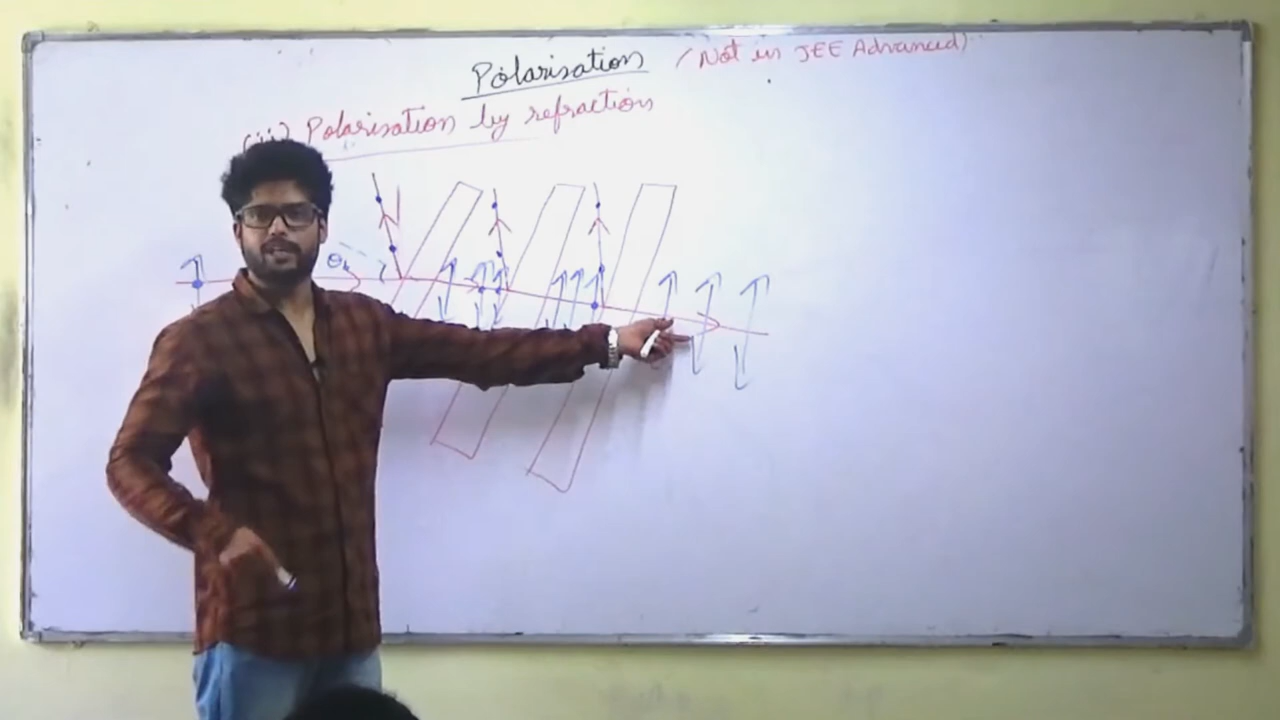 Polarisation (Not in JEE Advanced)
(iii) Polarisation by refraction
θ